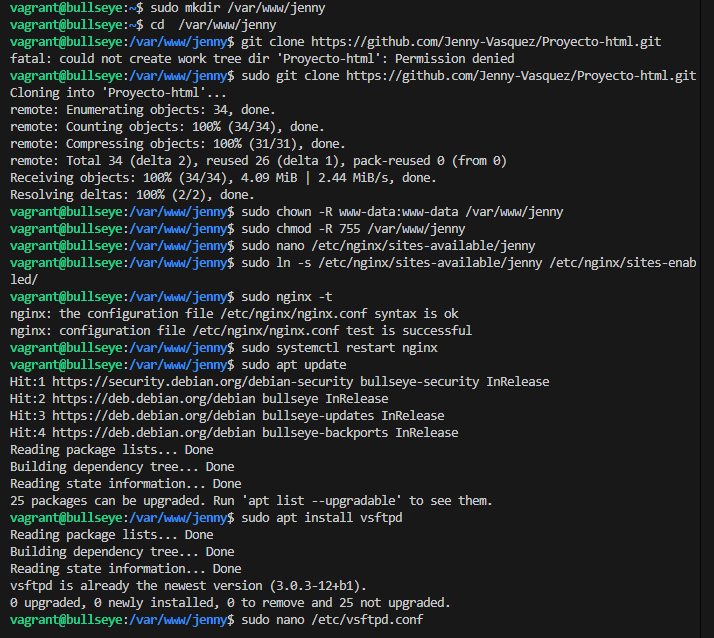 vagrant@bullseye:~$ sudo mkdir /var/www/jenny
vagrant@bullseye:~$ cd  /var/www/jenny
vagrant@bullseye:/var/www/jenny$ git clone https://github.com/Jenny-Vasquez/Proyecto-html.git
fatal: could not create work tree dir 'Proyecto-html': Permission denied
vagrant@bullseye:/var/www/jenny$ sudo git clone https://github.com/Jenny-Vasquez/Proyecto-html.git
Cloning into 'Proyecto-html'...
remote: Enumerating objects: 34, done.
remote: Counting objects: 100% (34/34), done.
remote: Compressing objects: 100% (31/31), done.
remote: Total 34 (delta 2), reused 26 (delta 1), pack-reused 0 (from 0)
Receiving objects: 100% (34/34), 4.09 MiB | 2.44 MiB/s, done.
Resolving deltas: 100% (2/2), done.
vagrant@bullseye:/var/www/jenny$ sudo chown -R www-data:www-data /var/www/jenny
vagrant@bullseye:/var/www/jenny$ sudo chmod -R 755 /var/www/jenny
vagrant@bullseye:/var/www/jenny$ sudo nano /etc/nginx/sites-available/jenny
vagrant@bullseye:/var/www/jenny$ sudo ln -s /etc/nginx/sites-available/jenny /etc/nginx/sites-enab
led/
vagrant@bullseye:/var/www/jenny$ sudo nginx -t
nginx: the configuration file /etc/nginx/nginx.conf syntax is ok
nginx: configuration file /etc/nginx/nginx.conf test is successful
vagrant@bullseye:/var/www/jenny$ sudo systemctl restart nginx
vagrant@bullseye:/var/www/jenny$ sudo apt update
Hit:1 https://security.debian.org/debian-security bullseye-security InRelease
Hit:2 https://deb.debian.org/debian bullseye InRelease
Hit:3 https://deb.debian.org/debian bullseye-updates InRelease
Hit:4 https://deb.debian.org/debian bullseye-backports InRelease
Reading package lists... Done
Building dependency tree... Done
Reading state information... Done
25 packages can be upgraded. Run 'apt list --upgradable' to see them.
vagrant@bullseye:/var/www/jenny$ sudo apt install vsftpd
Reading package lists... Done
Building dependency tree... Done
Reading state information... Done
vsftpd is already the newest version (3.0.3-12+b1).
0 upgraded, 0 newly installed, 0 to remove and 25 not upgraded.
vagrant@bullseye:/var/www/jenny$ sudo nano /etc/vsftpd.conf